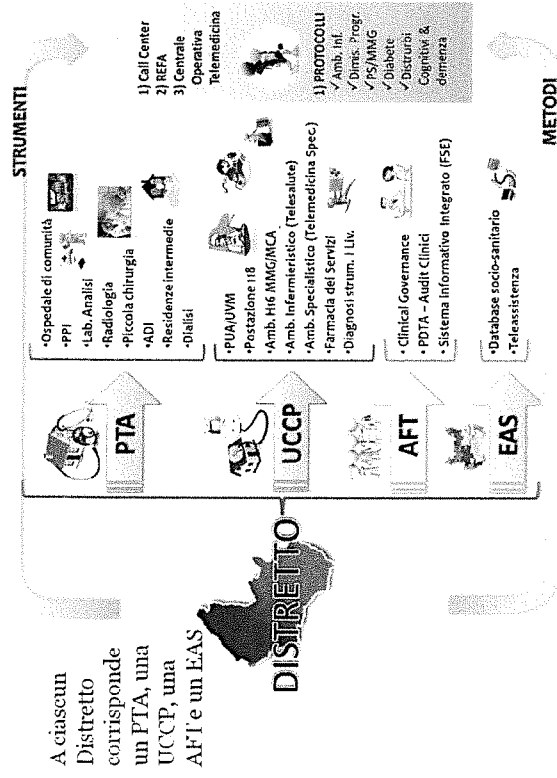 A ciascun
Distretto
corrisponde
un PTA, una
UCCP, una
AFT e un EAS
DISTRETTO
STRUMENTI
PTA
•Ospedale di comunità
•PPI
•Lab. Analisi
•Radiologia
•Piccola chirurgia
•ADI
•Residenze intermedie
•Dialisi
UCCP
•PUA/UVM
•Postazione 118
•Amb. H16 MMG/MCA
•Amb. Infermieristico (Telesalute)
•Amb. Specialistico (Telemedicina Spec.)
•Farmacia dei Servizi
•Diagnosi strum. I Liv.
AFT
•Clinical Governance
•PDTA – Audit Clinici
•Sistema Informativo Integrato (FSE)
EAS
•Database socio-sanitario
•Teleassistenza
1) Call Center
2) REFA
3) Centrale
Operativa
Telemedicina
1) PROTOCOLLI
✓Amb. Inf.
✓Dimis. Progr.
✓PS/MMG
✓Diabete
✓Distrurbi
Cognitivi &
demenza
METODI